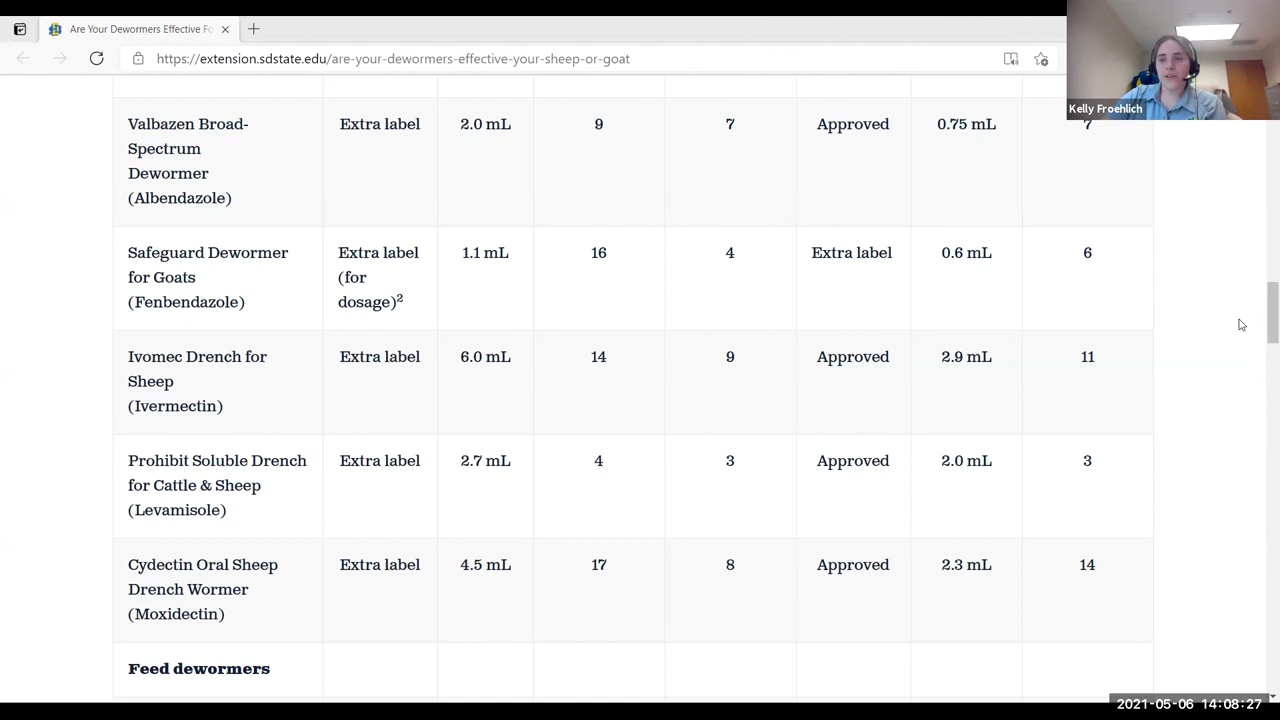 Are Your Dewormers Effective Fo
https://extension.sdstate.edu/are-your-dewormers-effective-your-sheep-or-goat
Kelly Froehlich
Valbazen Broad- Extra label 2.0 mL 9 7 Approved 0.75 mL 7
Spectrum
Dewormer
(Albendazole)
Safeguard Dewormer Extra label 1.1 mL 16 4 Extra label 0.6 mL 6
for Goats (for
(Fenbendazole) dosage)²
Ivomec Drench for Extra label 6.0 mL 14 9 Approved 2.9 mL 11
Sheep
(Ivermectin)
Prohibit Soluble Drench Extra label 2.7 mL 4 3 Approved 2.0 mL 3
for Cattle & Sheep
(Levamisole)
Cydectin Oral Sheep Extra label 4.5 mL 17 8 Approved 2.3 mL 14
Drench Wormer
(Moxidectin)
Feed dewormers
2021-05-06 14:08:27